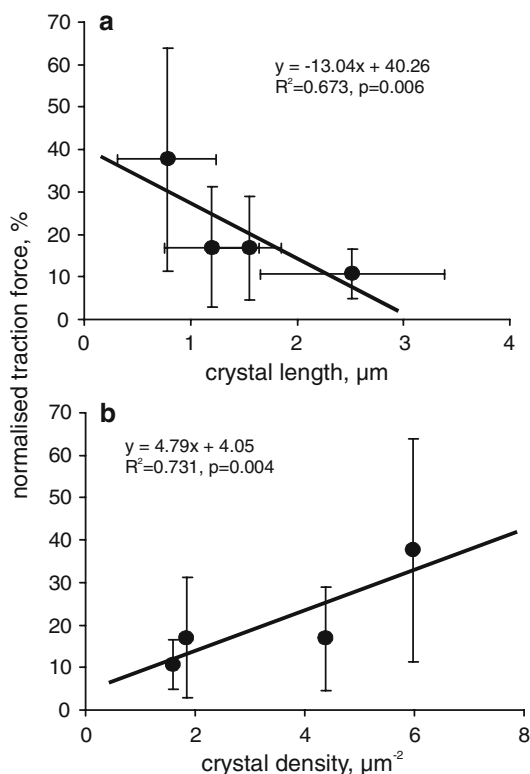 a
70
60
50
40
30
20
10
0
y = -13.04x + 40.26
R²=0.673, p=0.006
0 1 2 3 4
crystal length, µm
normalised traction force, %
b
70
60
50
40
30
20
10
0
y = 4.79x + 4.05
R²=0.731, p=0.004
0 2 4 6 8
crystal density, µm⁻²